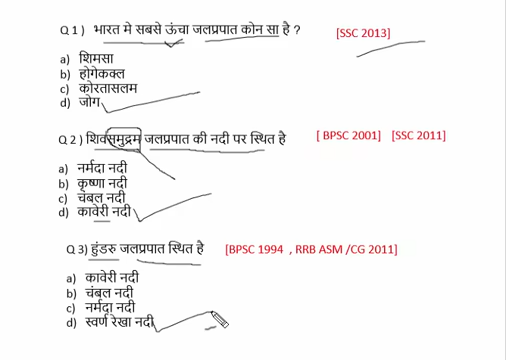 Q 1 ) भारत मे सबसे ऊंचा जलप्रपात कोन सा है ? [SSC 2013]
a) शिमसा
b) होगेकक्ल
c) कोरतासलम
d) जोग
Q 2 ) शिक्समुद्रम जलप्रपात की नदी पर स्थित है [ BPSC 2001] [SSC 2011]
a) नर्मदा नदी
b) कृष्णा नदी
c) चंबल नदी
d) कावेरी नदी
Q 3) हुंडरु जलप्रपात स्थित है [BPSC 1994 , RRB ASM /CG 2011]
a) कावेरी नदी
b) चंबल नदी
c) नर्मदा नदी
d) स्वर्ण रेखा नदी